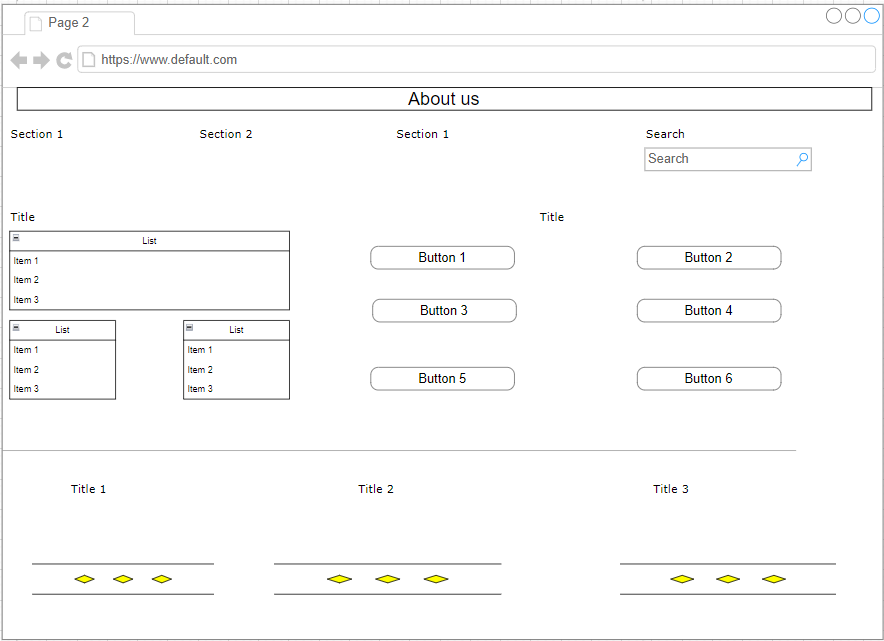 Page 2
https://www.default.com
About us
Section 1
Section 2
Section 1
Search
Search
Title
Title
List
Item 1
Item 2
Item 3
List
Item 1
Item 2
Item 3
List
Item 1
Item 2
Item 3
Button 1
Button 2
Button 3
Button 4
Button 5
Button 6
Title 1
Title 2
Title 3